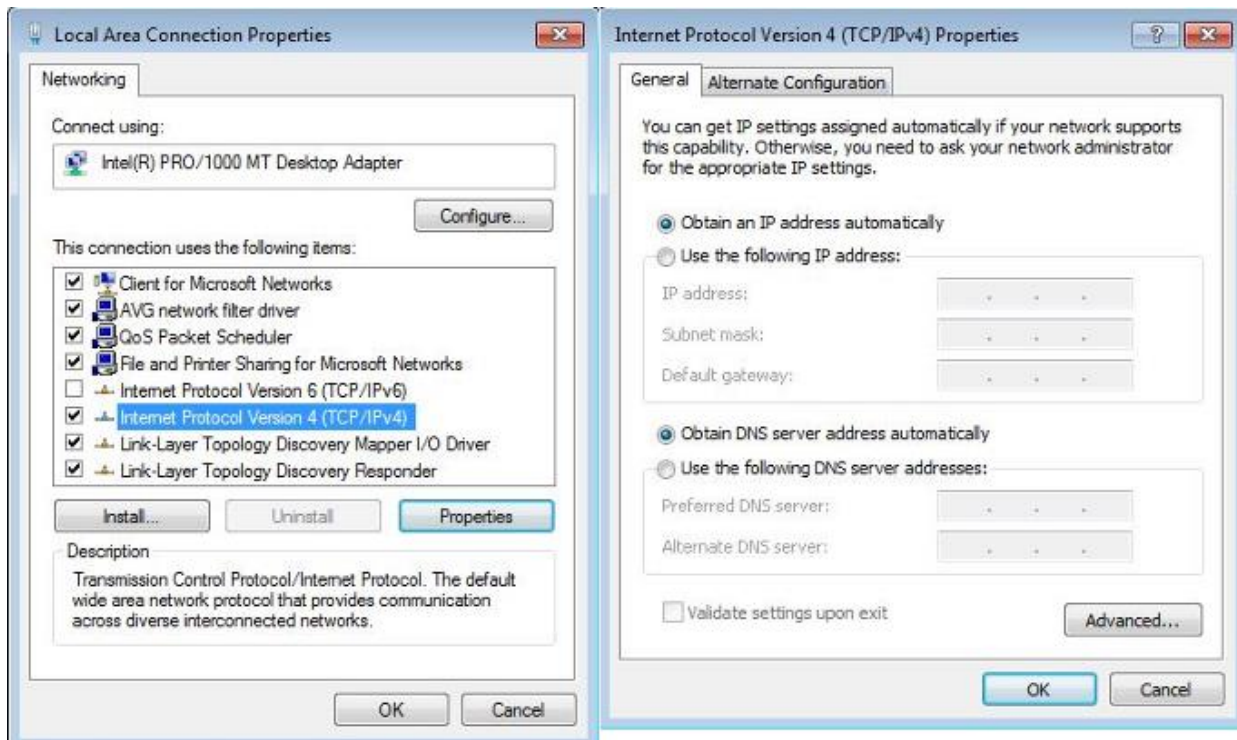 Local Area Connection Properties
Networking
Connect using:
Intel(R) PRO/1000 MT Desktop Adapter
Configure...
This connection uses the following items:
Client for Microsoft Networks
AVG network filter driver
QoS Packet Scheduler
File and Printer Sharing for Microsoft Networks
Internet Protocol Version 6 (TCP/IPv6)
Internet Protocol Version 4 (TCP/IPv4)
Link-Layer Topology Discovery Mapper I/O Driver
Link-Layer Topology Discovery Responder
Install...
Uninstall
Properties
Description
Transmission Control Protocol/Internet Protocol. The default
wide area network protocol that provides communication
across diverse interconnected networks.
OK
Cancel
Internet Protocol Version 4 (TCP/IPv4) Properties
General
Alternate Configuration
You can get IP settings assigned automatically if your network supports
this capability. Otherwise, you need to ask your network administrator
for the appropriate IP settings.
Obtain an IP address automatically
Use the following IP address:
IP address:
Subnet mask:
Default gateway:
Obtain DNS server address automatically
Use the following DNS server addresses:
Preferred DNS server:
Alternate DNS server:
Validate settings upon exit
Advanced...
OK
Cancel